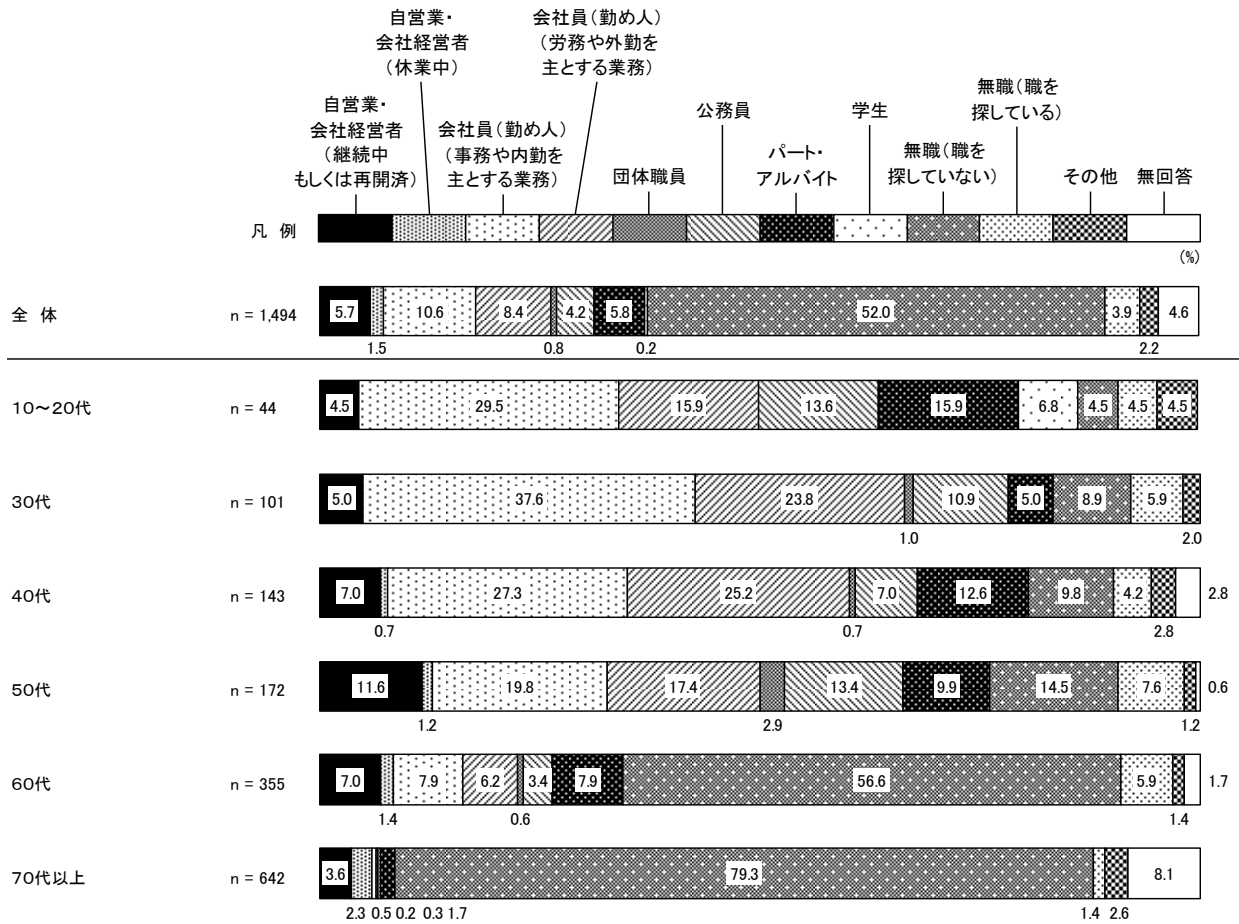 自営業・
会社経営者
（休業中）
会社員（勤め人）
（労務や外勤を
主とする業務）
自営業・
会社経営者
（継続中
もしくは再開済）
会社員（勤め人）
（事務や内勤を
主とする業務）
団体職員
公務員
パート・
アルバイト
学生
無職（職を
探していない）
無職（職を
探している）
その他
無回答
凡 例
(%)
全 体 n = 1,494 5.7 10.6 8.4 4.2 5.8 52.0 3.9 4.6
1.5 0.8 0.2 2.2
10～20代 n = 44 4.5 29.5 15.9 13.6 15.9 6.8 4.5 4.5 4.5
30代 n = 101 5.0 37.6 23.8 10.9 5.0 8.9 5.9
1.0 2.0
40代 n = 143 7.0 27.3 25.2 7.0 12.6 9.8 4.2 2.8
0.7 0.7 2.8
50代 n = 172 11.6 19.8 17.4 13.4 9.9 14.5 7.6 0.6
1.2 2.9 1.2
60代 n = 355 7.0 7.9 6.2 3.4 7.9 56.6 5.9 1.7
1.4 0.6 1.4
70代以上 n = 642 3.6 79.3 8.1
2.3 0.5 0.2 0.3 1.7 1.4 2.6